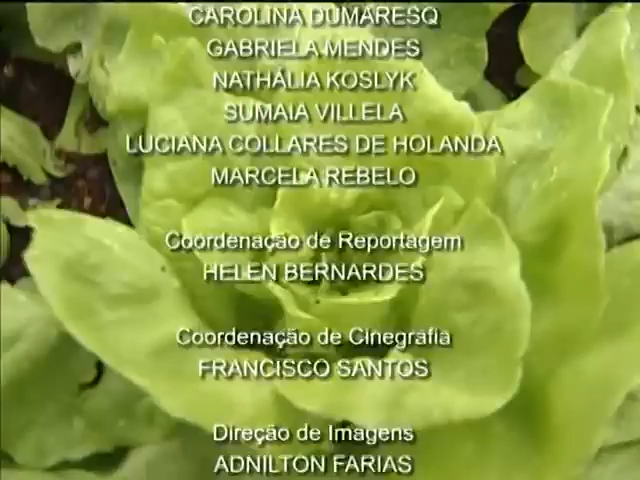 CAROLINA DUMARESQ
GABRIELA MENDES
NATHÁLIA KOSLYK
SUMAIA VILLELA
LUCIANA COLLARES DE HOLANDA
MARCELA REBELO
Coordenação de Reportagem
HELEN BERNARDES
Coordenação de Cinegrafia
FRANCISCO SANTOS
Direção de Imagens
ADNILTON FARIAS